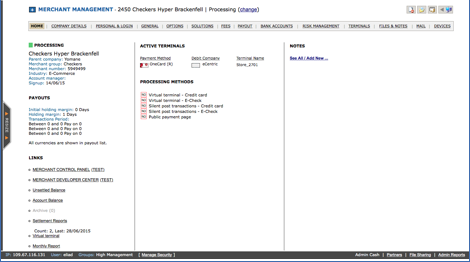 MERCHANT MANAGEMENT - 2450 Checkers Hyper Brackenfell | Processing (change)
HOME | COMPANY DETAILS | PERSONAL & LOGIN | GENERAL | OPTIONS | SOLUTIONS | FEES | PAYOUT | BANK ACCOUNTS | RISK MANAGEMENT | TERMINALS | FILES & NOTES | MAIL | DEVICES
PROCESSING
Checkers Hyper Brackenfell
Parent company: Yomane
Merchant group: Checkers
Merchant number: 5949499
Industry: E-Commerce
Account manager:
Signup: 14/06/15
PAYOUTS
Initial holding margin: 0 Days
Holding margin: 1 Days
Transactions Period:
Between 0 and 0 Pay on 0
Between 0 and 0 Pay on 0
Between 0 and 0 Pay on 0
All currencies are shown in payout list.
LINKS
MERCHANT CONTROL PANEL (TEST)
MERCHANT DEVELOPER CENTER (TEST)
Unsettled Balance
Account Balance
Archive (0)
Settlement Reports
Count: 2, Last: 28/06/2015
Virtual terminal
Monthly Report
ACTIVE TERMINALS
Payment Method Debit Company Terminal Name
OneCard (R) eCentric Store_2701
PROCESSING METHODS
NO Virtual terminal - Credit card
NO Virtual terminal - E-Check
NO Silent post transactions - Credit card
NO Silent post transactions - E-Check
NO Public payment page
NOTES
See All / Add New ..
IP: 109.67.116.131 User: eliad Groups: High Management [ Manage Security ] Admin Cash | Partners | File Sharing | Admin Reports